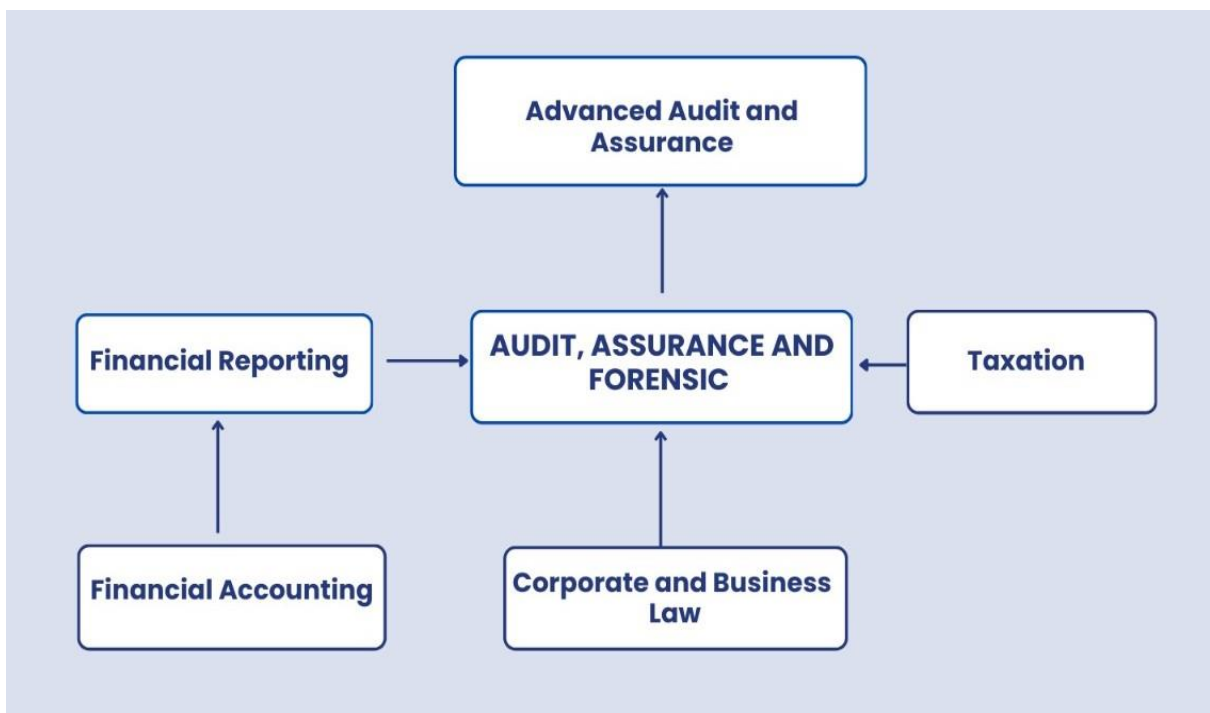 Advanced Audit and
Assurance
Financial Reporting
AUDIT, ASSURANCE AND
FORENSIC
Taxation
Financial Accounting
Corporate and Business
Law